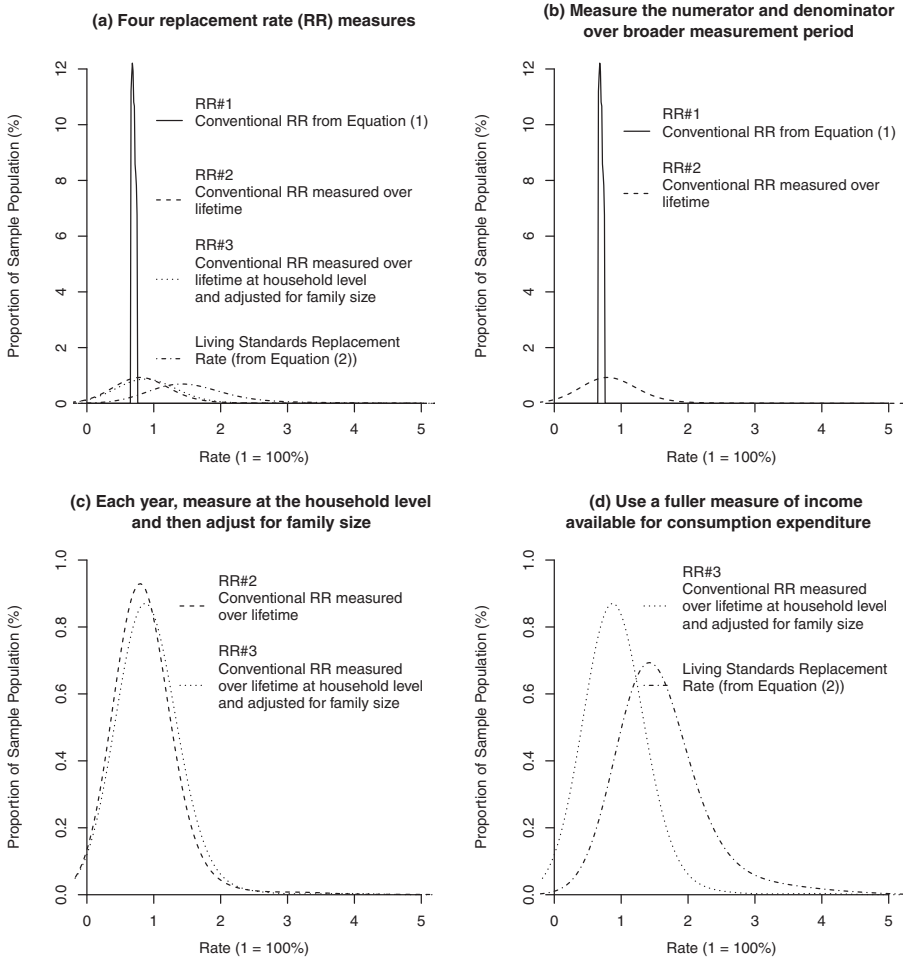 (a) Four replacement rate (RR) measures
Proportion of Sample Population (%)
12
10
8
6
4
2
0
RR#1
Conventional RR from Equation (1)
RR#2
Conventional RR measured over
lifetime
RR#3
Conventional RR measured over
lifetime at household level
and adjusted for family size
Living Standards Replacement
Rate (from Equation (2))
0 1 2 3 4 5
Rate (1 = 100%)
(b) Measure the numerator and denominator
over broader measurement period
Proportion of Sample Population (%)
12
10
8
6
4
2
0
RR#1
Conventional RR from Equation (1)
RR#2
Conventional RR measured over
lifetime
0 1 2 3 4 5
Rate (1 = 100%)
(c) Each year, measure at the household level
and then adjust for family size
Proportion of Sample Population (%)
1.0
0.8
0.6
0.4
0.2
0.0
RR#2
Conventional RR measured
over lifetime
RR#3
Conventional RR measured
over lifetime at household level
and adjusted for family size
0 1 2 3 4 5
Rate (1 = 100%)
(d) Use a fuller measure of income
available for consumption expenditure
Proportion of Sample Population (%)
1.0
0.8
0.6
0.4
0.2
0.0
RR#3
Conventional RR measured
over lifetime at household level
and adjusted for family size
Living Standards Replacement
Rate (from Equation (2))
0 1 2 3 4 5
Rate (1 = 100%)